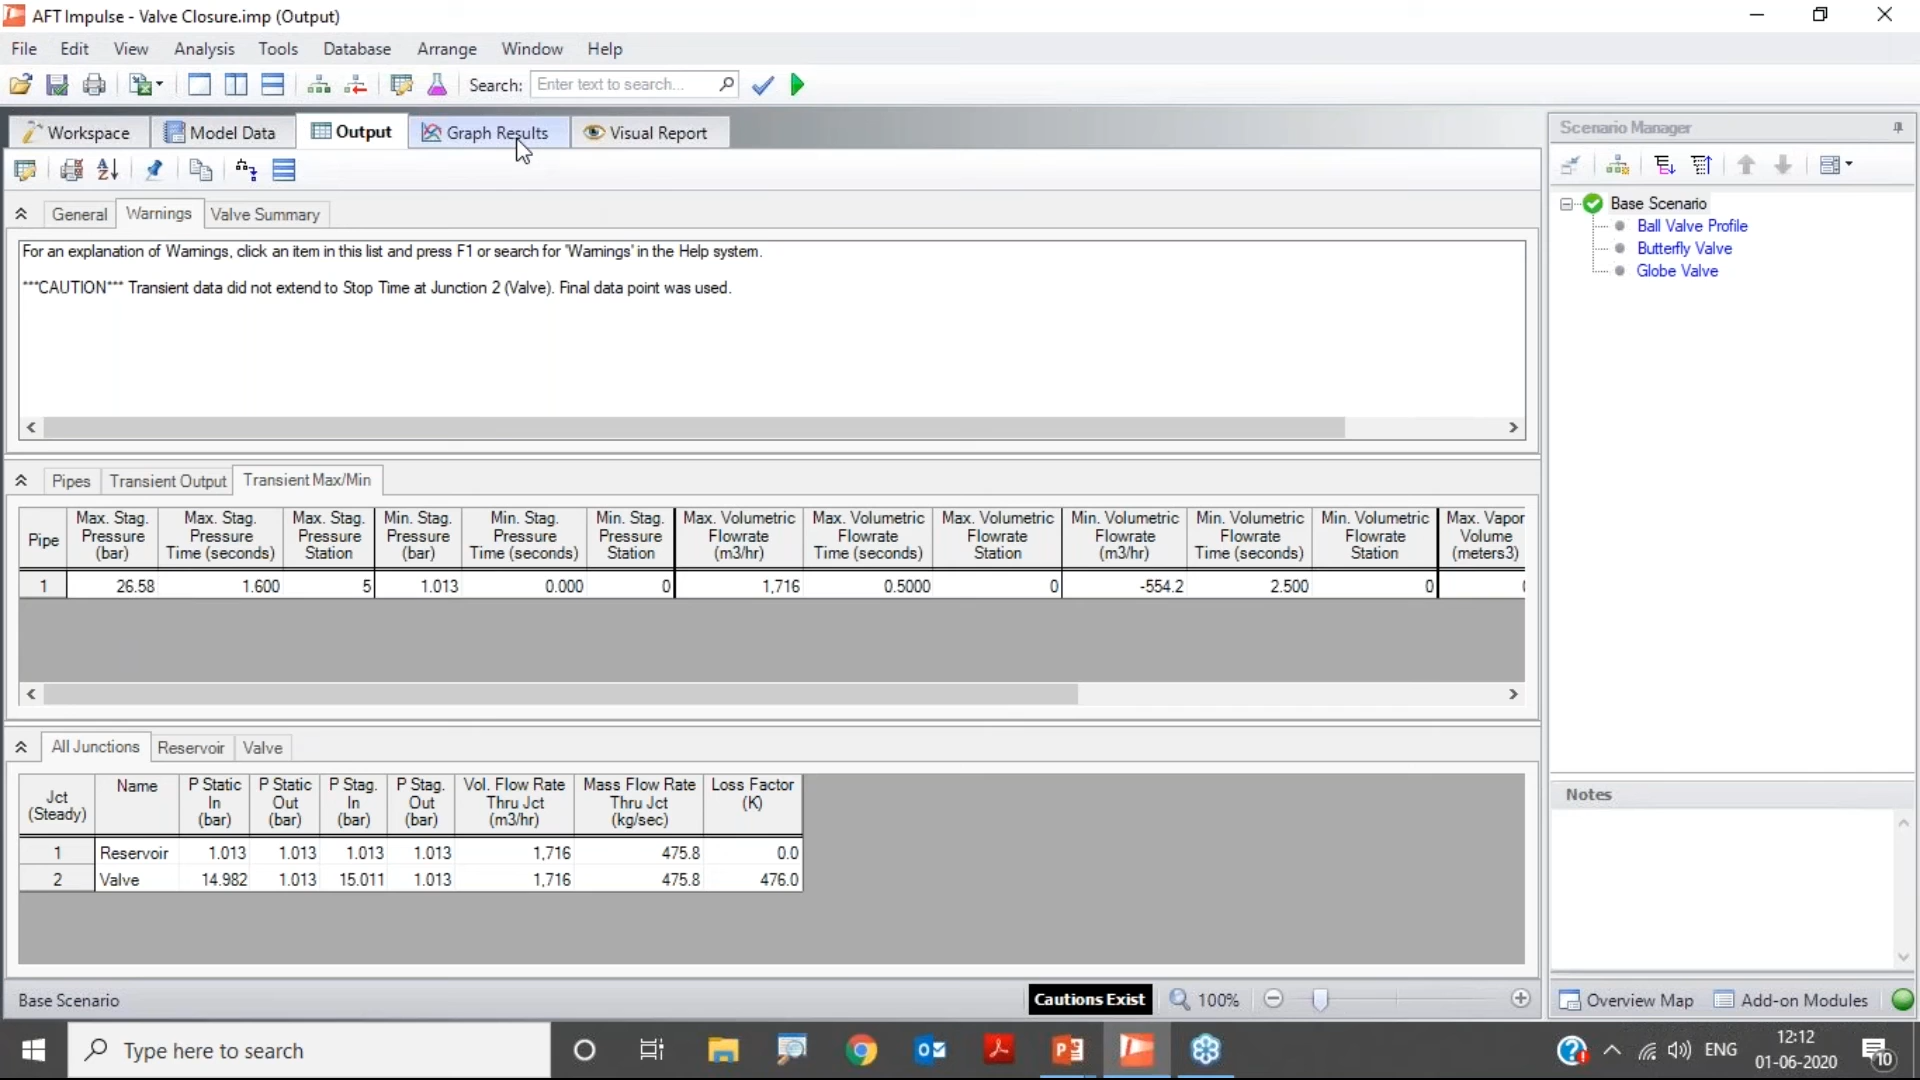 AFT Impulse - Valve Closure.imp (Output)
File Edit View Analysis Tools Database Arrange Window Help
Search: Enter text to search...
Workspace Model Data Output Graph Results Visual Report
General Warnings Valve Summary
For an explanation of Warnings, click an item in this list and press F1 or search for 'Warnings' in the Help system.
***CAUTION*** Transient data did not extend to Stop Time at Junction 2 (Valve). Final data point was used.
Pipes Transient Output Transient Max/Min
Pipe Max. Stag. Pressure (bar) Max. Stag. Pressure Time (seconds) Max. Stag. Pressure Station Min. Stag. Pressure (bar) Min. Stag. Pressure Time (seconds) Min. Stag. Pressure Station Max. Volumetric Flowrate (m3/hr) Max. Volumetric Flowrate Time (seconds) Max. Volumetric Flowrate Station Min. Volumetric Flowrate (m3/hr) Min. Volumetric Flowrate Time (seconds) Min. Volumetric Flowrate Station Max. Vapor Volume (meters3)
1 26.58 1.600 5 1.013 0.000 0 1,716 0.5000 0 -554.2 2.500 0
All Junctions Reservoir Valve
Jct (Steady) Name P Static In (bar) P Static Out (bar) P Stag. In (bar) P Stag. Out (bar) Vol. Flow Rate Thru Jct (m3/hr) Mass Flow Rate Thru Jct (kg/sec) Loss Factor (K)
1 Reservoir 1.013 1.013 1.013 1.013 1,716 475.8 0.0
2 Valve 14.982 1.013 15.011 1.013 1,716 475.8 476.0
Base Scenario Cautions Exist 100%
Scenario Manager
Base Scenario
Ball Valve Profile
Butterfly Valve
Globe Valve
Notes
Overview Map Add-on Modules
Type here to search
ENG
12:12
01-06-2020
10